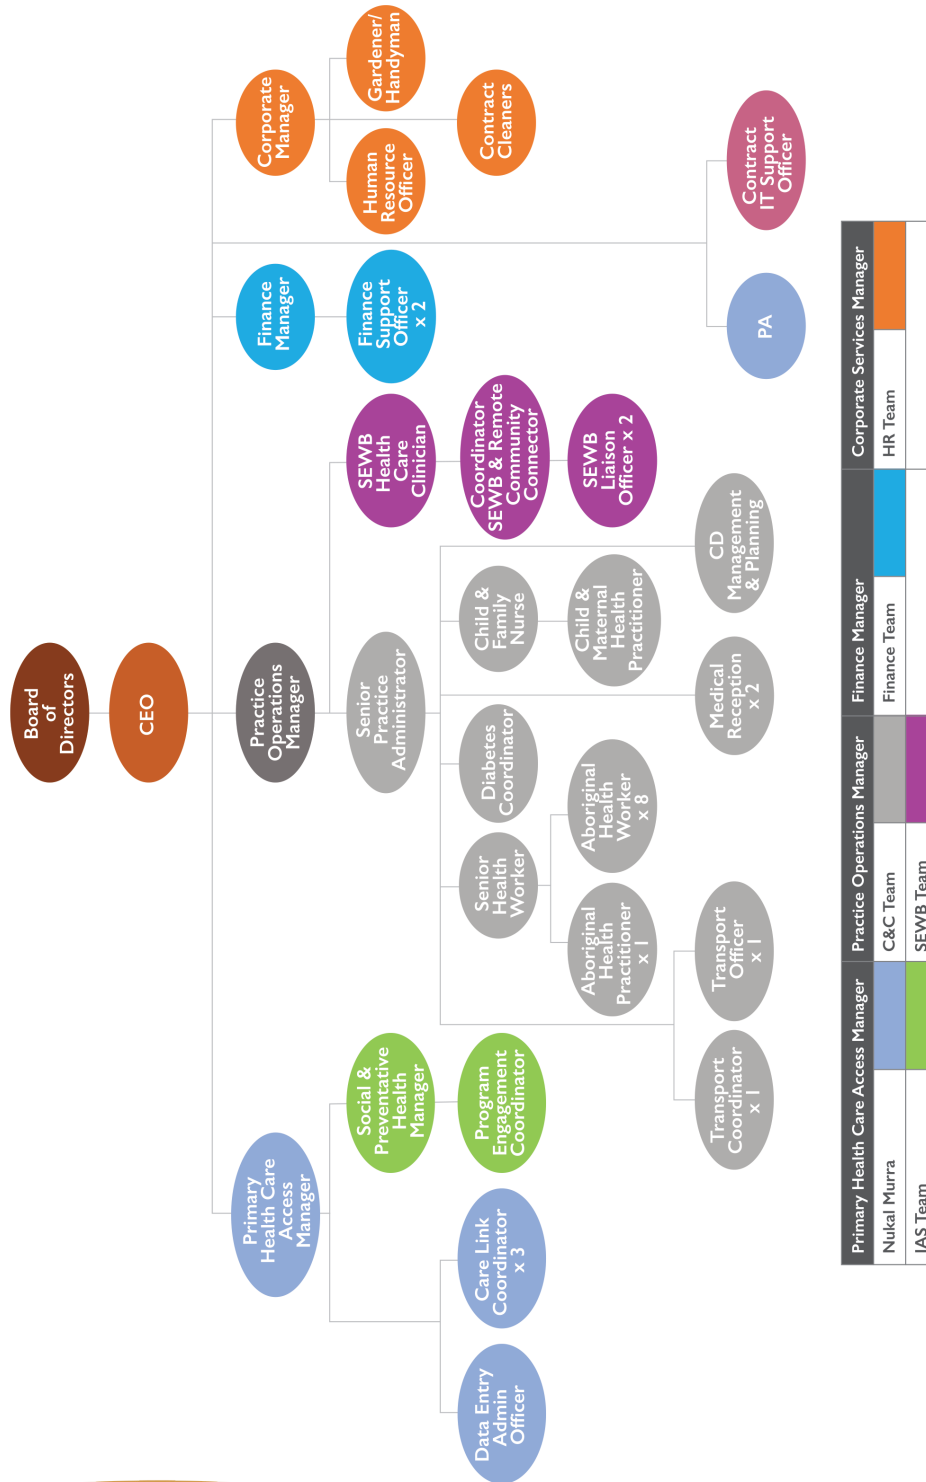 Board
of
Directors
CEO
Primary
Health Care
Access
Manager
Practice
Operations
Manager
Finance
Manager
Corporate
Manager
Social &
Preventative
Health
Manager
Senior
Practice
Administrator
SEWB
Health
Care
Clinician
Finance
Support
Officer
x 2
Human
Resource
Officer
Gardener/
Handyman
Data Entry
Admin
Officer
Care Link
Coordinator
x 3
Program
Engagement
Coordinator
Senior
Health
Worker
Diabetes
Coordinator
Child &
Family
Nurse
Coordinator
SEWB & Remote
Community
Connector
Contract
Cleaners
Aboriginal
Health
Practitioner
x 1
Aboriginal
Health
Worker
x 8
Child &
Maternal
Health
Practitioner
SEWB
Liaison
Officer x 2
Transport
Coordinator
x 1
Transport
Officer
x 1
Medical
Reception
x 2
CD
Management
& Planning
PA
Contract
IT Support
Officer
Primary Health Care Access Manager
Practice Operations Manager
Finance Manager
Corporate Services Manager
Nukal Murra
C&C Team
Finance Team
HR Team
IAS Team
SEWB Team